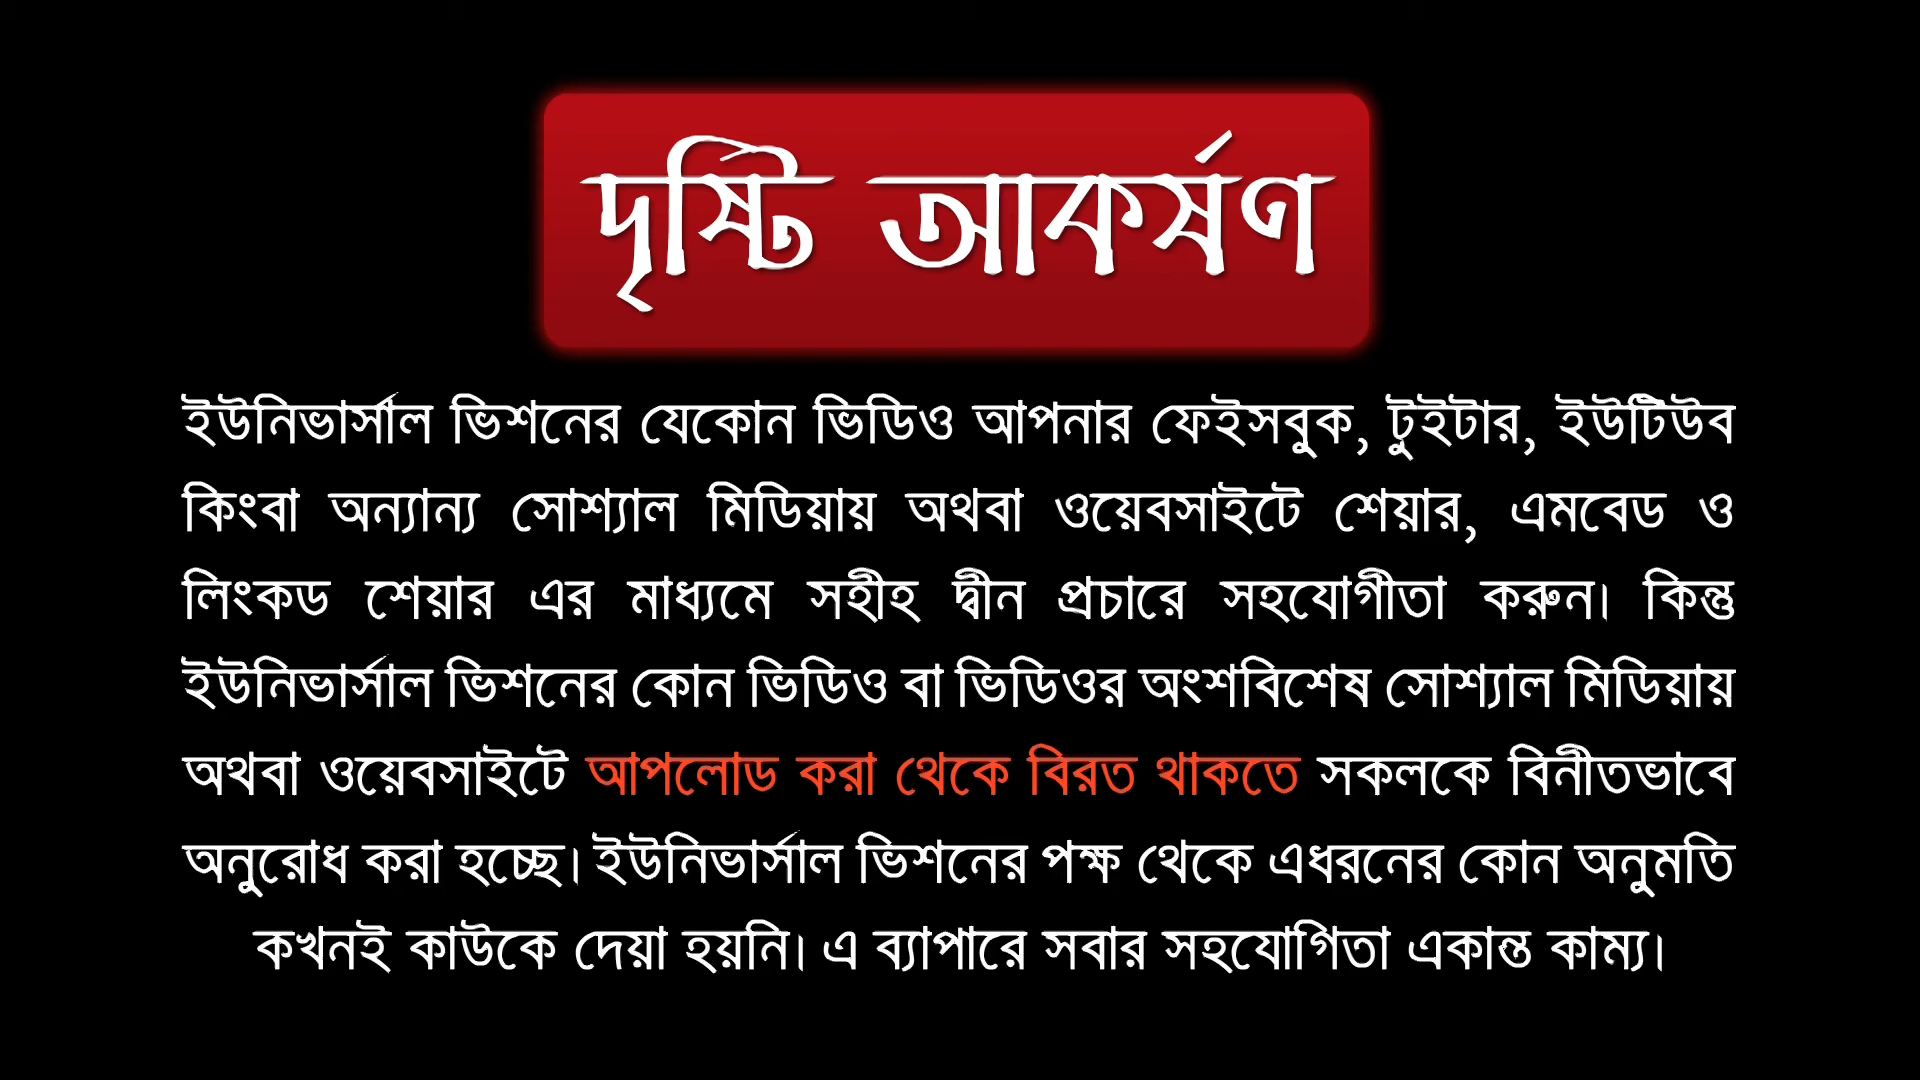 দৃষ্টি আকর্ষণ
ইউনিভার্সাল ভিশনের যেকোন ভিডিও আপনার ফেইসবুক, টুইটার, ইউটিউব
কিংবা অন্যান্য সোশ্যাল মিডিয়ায় অথবা ওয়েবসাইটে শেয়ার, এমবেড ও
লিংকড শেয়ার এর মাধ্যমে সহীহ দ্বীন প্রচারে সহযোগীতা করুন। কিন্তু
ইউনিভার্সাল ভিশনের কোন ভিডিও বা ভিডিওর অংশবিশেষ সোশ্যাল মিডিয়ায়
অথবা ওয়েবসাইটে আপলোড করা থেকে বিরত থাকতে সকলকে বিনীতভাবে
অনুরোধ করা হচ্ছে। ইউনিভার্সাল ভিশনের পক্ষ থেকে এধরনের কোন অনুমতি
কখনই কাউকে দেয়া হয়নি। এ ব্যাপারে সবার সহযোগিতা একান্ত কাম্য।